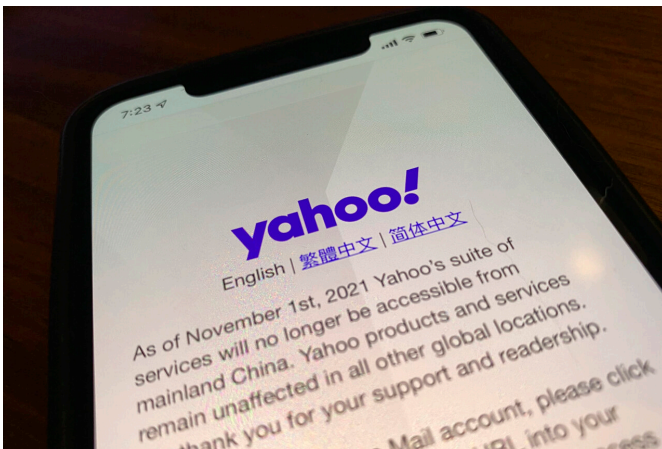 7:23
yahoo!
English | 繁體中文 | 简体中文
As of November 1st, 2021 Yahoo's suite of
services will no longer be accessible from
mainland China. Yahoo products and services
remain unaffected in all other global locations.
thank you for your support and readership.
Mail account, please click
URL into your